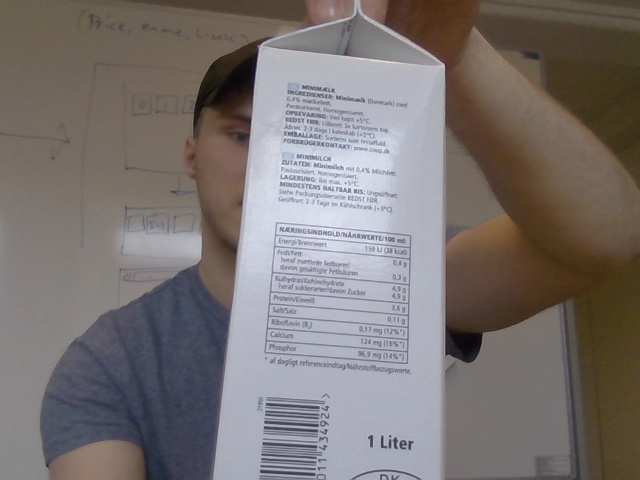 MINIMÆLK
INGREDIENSER: Minimælk (Danmark) med
0,4% mælkefedt.
Pasteuriseret. Homogeniseret.
OPBEVARING: Ved højst +5°C.
BEDST FØR: Uåbnet: Se kartonens top.
Åbnet: 2-3 dage i køleskab (+5°C).
EMBALLAGE: Sorteres som restaffald.
FORBRUGERKONTAKT:
MINIMILCH
ZUTATEN: Minimilch mit 0,4% Milchfett.
Pasteurisiert. Homogenisiert.
LAGERUNG: Bei max. +5°C.
MINDESTENS HALTBAR BIS: Ungeöffnet:
Siehe Packungsoberseite BEDST FØR.
Geöffnet: 2-3 Tage im Kühlschrank (+5°C).
NÆRINGSINDHOLD/NÄHRWERTE/100 ml:
Energi/Brennwert 159 kJ (38 kcal)
Fedt/Fett 0,4 g
heraf mættede fedtsyrer/
davon gesättigte Fettsäuren 0,3 g
Kulhydrat/Kohlenhydrate 4,9 g
heraf sukkerarter/davon Zucker 4,9 g
Protein/Eiweiß 3,6 g
Salt/Salz 0,11 g
Riboflavin (B₂) 0,17 mg (12%*)
Calcium 124 mg (16%*)
Phosphor 96,9 mg (14%*)
* af dagligt referenceindtag/Nährstoffbezugswerte.
011 434924 >
1 Liter
DK